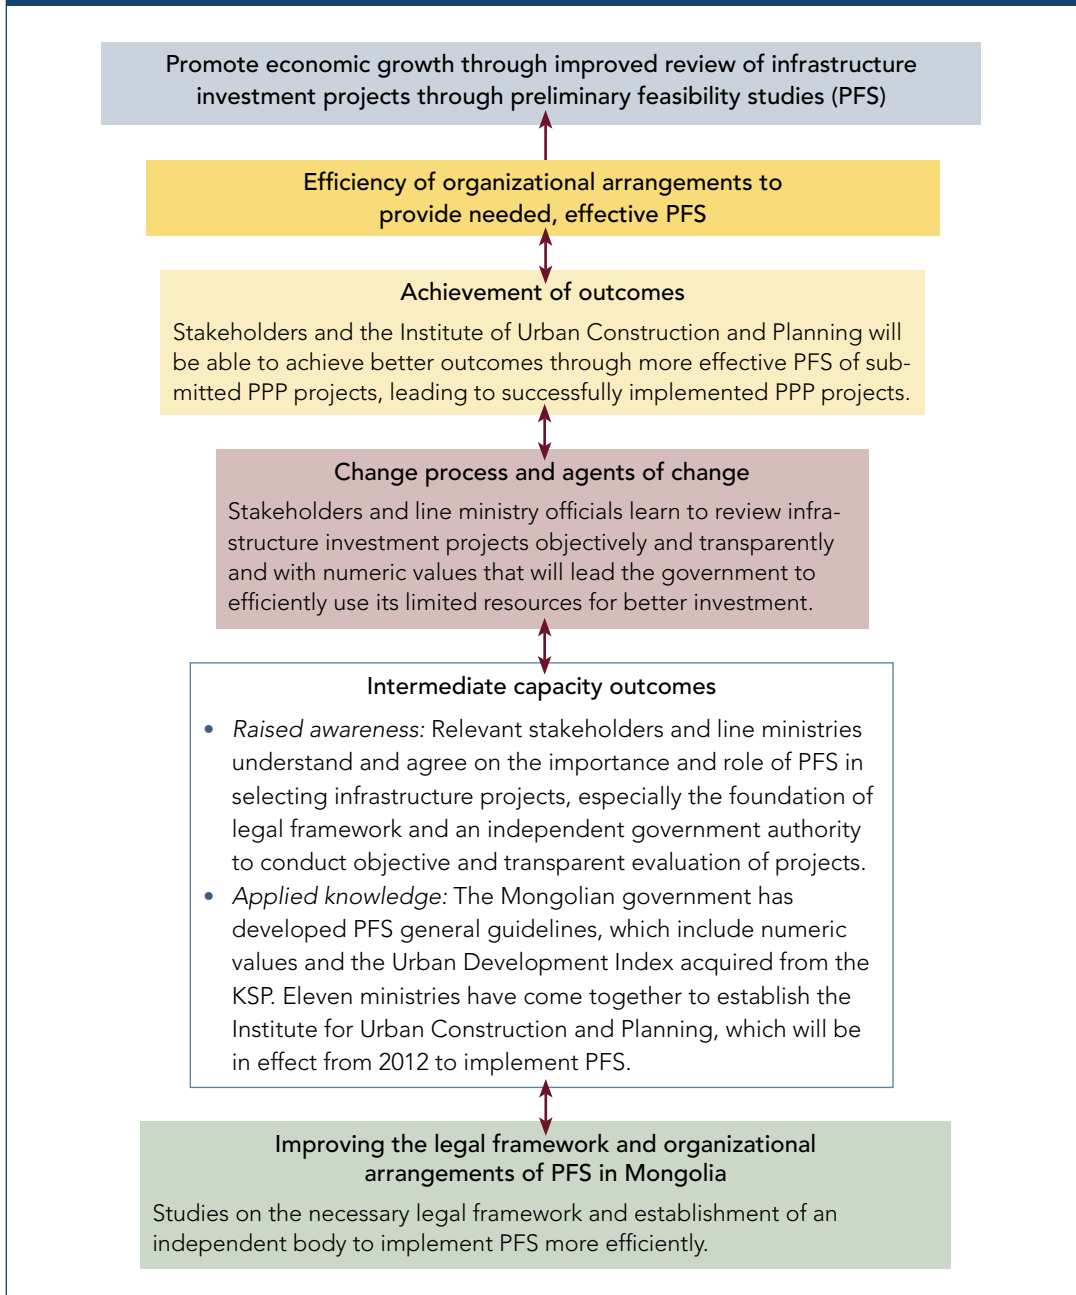 Promote economic growth through improved review of infrastructure
investment projects through preliminary feasibility studies (PFS)
Efficiency of organizational arrangements to
provide needed, effective PFS
Achievement of outcomes
Stakeholders and the Institute of Urban Construction and Planning will
be able to achieve better outcomes through more effective PFS of sub-
mitted PPP projects, leading to successfully implemented PPP projects.
Change process and agents of change
Stakeholders and line ministry officials learn to review infra-
structure investment projects objectively and transparently
and with numeric values that will lead the government to
efficiently use its limited resources for better investment.
Intermediate capacity outcomes
• Raised awareness: Relevant stakeholders and line ministries
understand and agree on the importance and role of PFS in
selecting infrastructure projects, especially the foundation of
legal framework and an independent government authority
to conduct objective and transparent evaluation of projects.
• Applied knowledge: The Mongolian government has
developed PFS general guidelines, which include numeric
values and the Urban Development Index acquired from the
KSP. Eleven ministries have come together to establish the
Institute for Urban Construction and Planning, which will be
in effect from 2012 to implement PFS.
Improving the legal framework and organizational
arrangements of PFS in Mongolia
Studies on the necessary legal framework and establishment of an
independent body to implement PFS more efficiently.